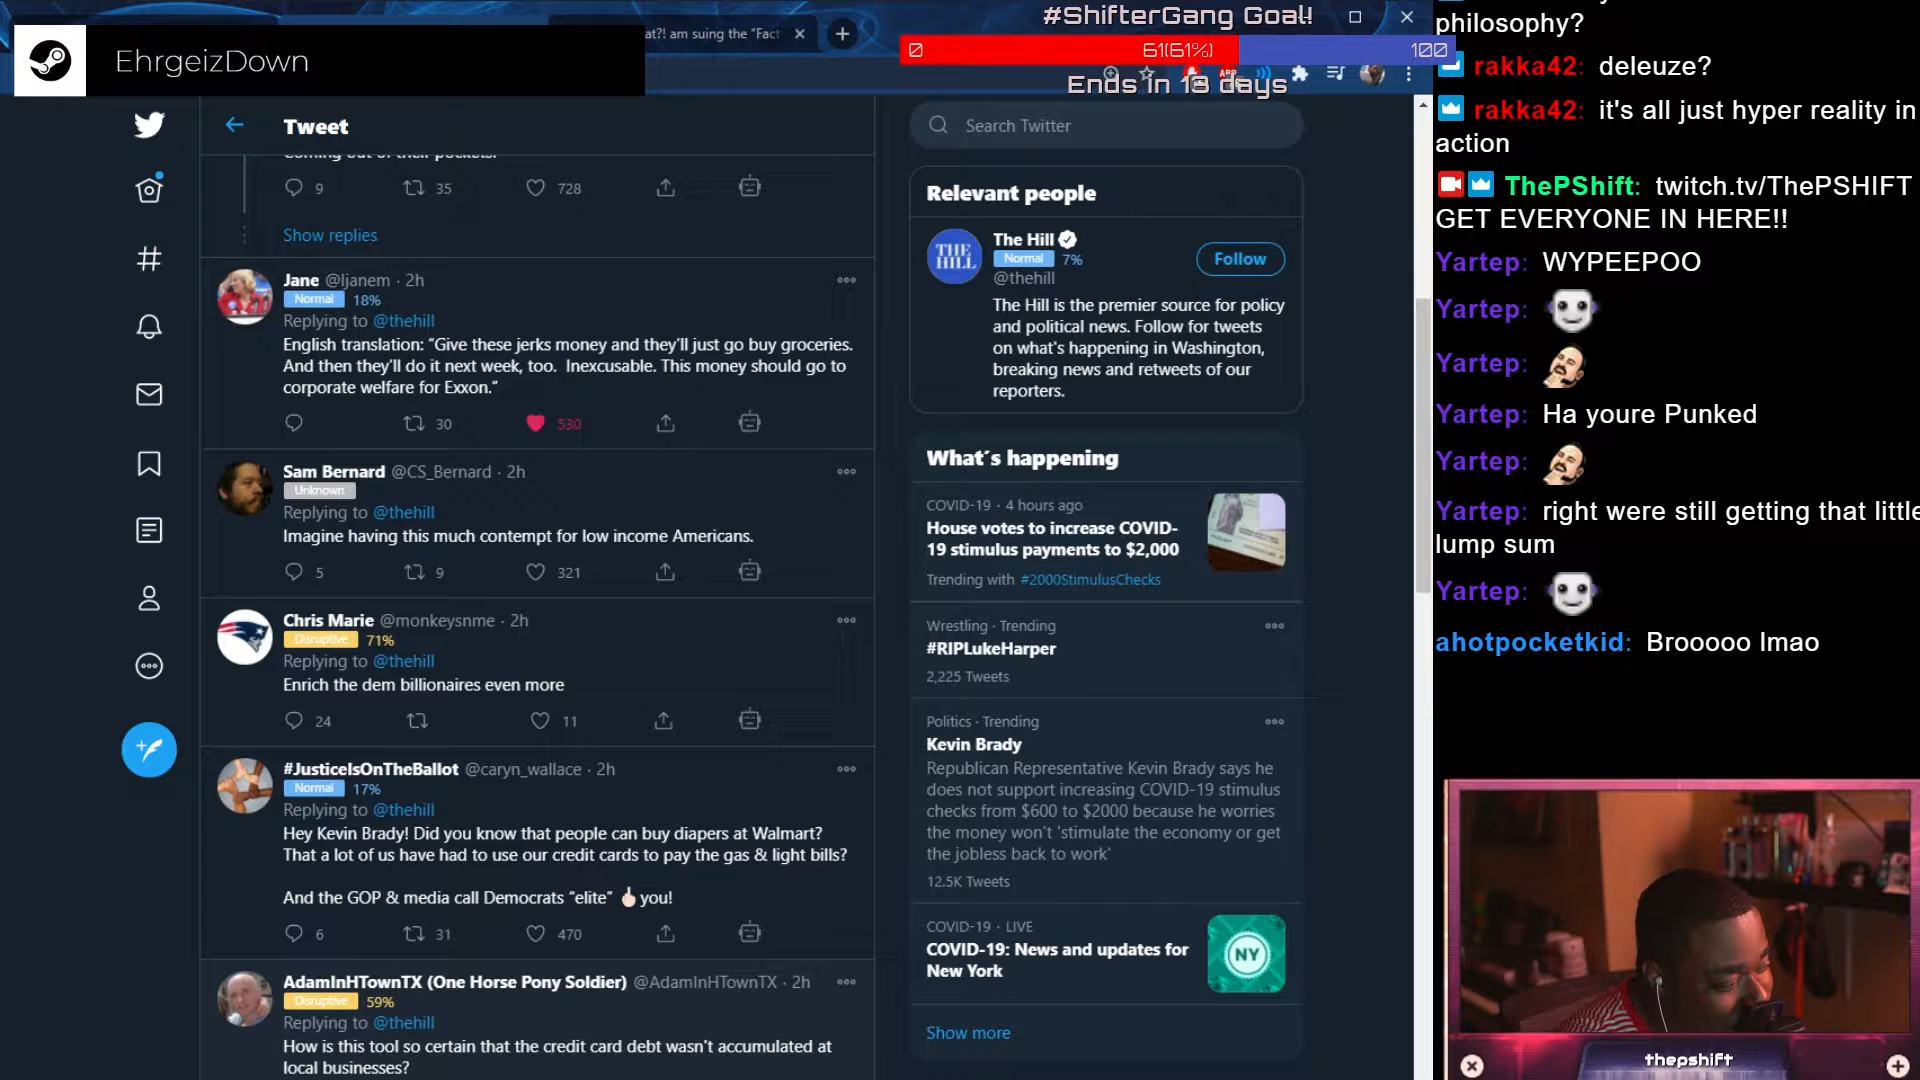 EhrgeizDown
at?! am suing the "Fact
#ShifterGang Goal!
0
61(61%)
100
Ends in 13 days
Tweet
Coming out of their pockets.
9
35
728
Show replies
Jane @ljanem · 2h
Normal 18%
Replying to @thehill
English translation: “Give these jerks money and they’ll just go buy groceries.
And then they’ll do it next week, too. Inexcusable. This money should go to
corporate welfare for Exxon.”
30
530
Sam Bernard @CS_Bernard · 2h
Unknown
Replying to @thehill
Imagine having this much contempt for low income Americans.
5
9
321
Chris Marie @monkeysnme · 2h
Disruptive 71%
Replying to @thehill
Enrich the dem billionaires even more
24
11
#JusticeIsOnTheBallot @caryn_wallace · 2h
Normal 17%
Replying to @thehill
Hey Kevin Brady! Did you know that people can buy diapers at Walmart?
That a lot of us have had to use our credit cards to pay the gas & light bills?
And the GOP & media call Democrats “elite” 🖕🏻you!
6
31
470
AdamInHTownTX (One Horse Pony Soldier) @AdamInHTownTX · 2h
Disruptive 59%
Replying to @thehill
How is this tool so certain that the credit card debt wasn't accumulated at
local businesses?
Search Twitter
Relevant people
THE
HILL
The Hill
Normal 7%
@thehill
Follow
The Hill is the premier source for policy
and political news. Follow for tweets
on what's happening in Washington,
breaking news and retweets of our
reporters.
What's happening
COVID-19 · 4 hours ago
House votes to increase COVID-
19 stimulus payments to $2,000
Trending with #2000StimulusChecks
Wrestling · Trending
#RIPLukeHarper
2,225 Tweets
Politics · Trending
Kevin Brady
Republican Representative Kevin Brady says he
does not support increasing COVID-19 stimulus
checks from $600 to $2000 because he worries
the money won't 'stimulate the economy or get
the jobless back to work'
12.5K Tweets
COVID-19 · LIVE
COVID-19: News and updates for
New York
NY
Show more
philosophy?
rakka42: deleuze?
rakka42: it's all just hyper reality in
action
ThePShift: twitch.tv/ThePSHIFT
GET EVERYONE IN HERE!!
Yartep: WYPEEPOO
Yartep:
Yartep:
Yartep: Ha youre Punked
Yartep:
Yartep: right were still getting that little
lump sum
Yartep:
ahotpocketkid: Brooooo lmao
thepshift